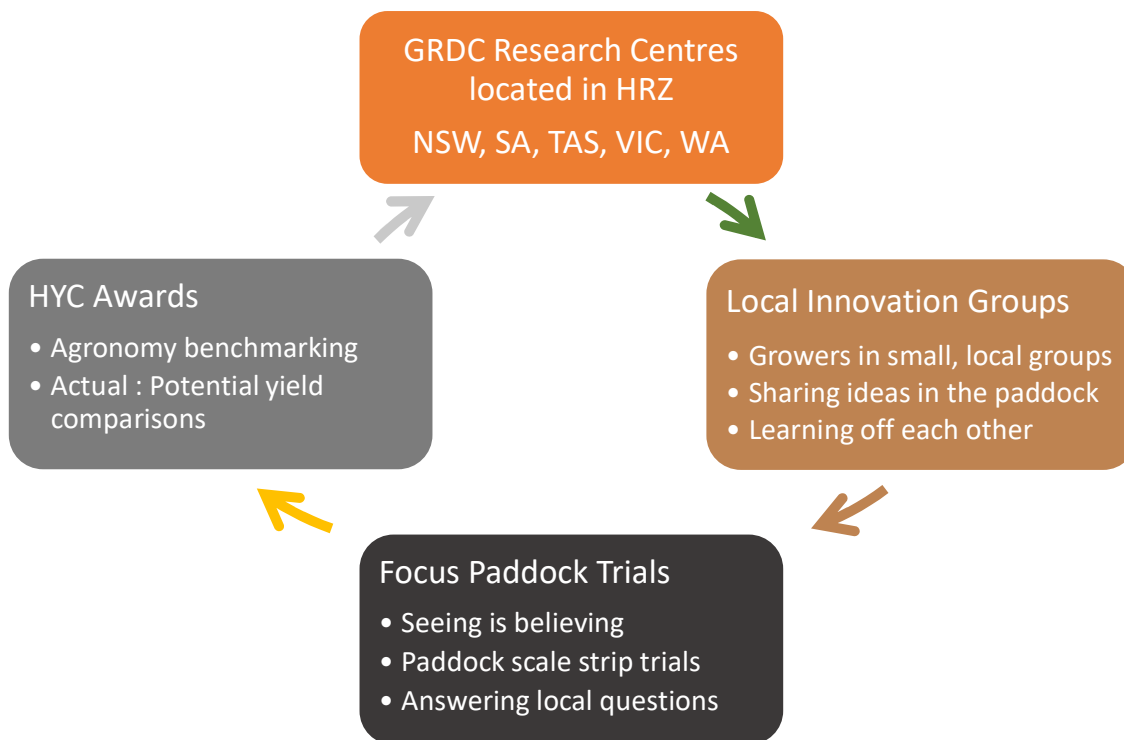 GRDC Research Centres
located in HRZ
NSW, SA, TAS, VIC, WA
HYC Awards
• Agronomy benchmarking
• Actual : Potential yield
comparisons
Local Innovation Groups
• Growers in small, local groups
• Sharing ideas in the paddock
• Learning off each other
Focus Paddock Trials
• Seeing is believing
• Paddock scale strip trials
• Answering local questions